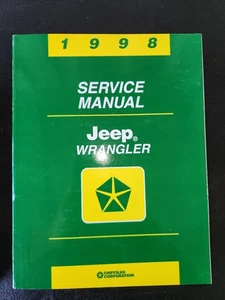 1998
SERVICE
MANUAL
Jeep®
WRANGLER
CHRYSLER
CORPORATION